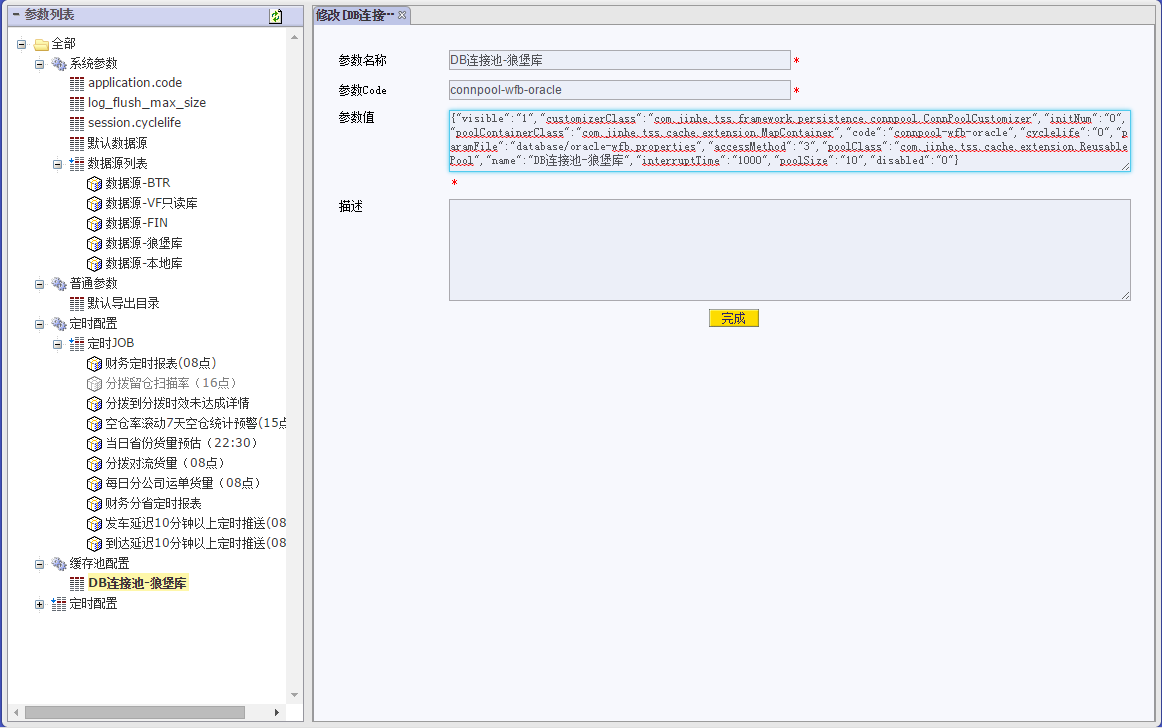 参数列表
全部
系统参数
application.code
log_flush_max_size
session.cyclelife
默认数据源
数据源列表
数据源-BTR
数据源-VF只读库
数据源-FIN
数据源-狼堡库
数据源-本地库
普通参数
默认导出目录
定时配置
定时JOB
财务定时报表(08点)
分拨留仓扫描率（16点）
分拨到分拨时效未达成详情
空仓率滚动7天空仓统计预警(15点
当日省份货量预估（22:30）
分拨对流货量（08点）
每日分公司运单货量（08点）
财务分省定时报表
发车延迟10分钟以上定时推送(08
到达延迟10分钟以上定时推送(08
缓存池配置
DB连接池-狼堡库
定时配置
修改[DB连接…
参数名称
DB连接池-狼堡库 *
参数Code
connpool-wfb-oracle *
参数值
{"visible":"1","customizerClass":"com.jinhe.tss.framework.persistence.connpool.ConnPoolCustomizer","initNum":"0",
"poolContainerClass":"com.jinhe.tss.cache.extension.MapContainer","code":"connpool-wfb-oracle","cyclelife":"0","p
aramFile":"database/oracle-wfb.properties","accessMethod":"3","poolClass":"com.jinhe.tss.cache.extension.Reusable
Pool","name":"DB连接池-狼堡库","interruptTime":"1000","poolSize":"10","disabled":"0"}
*
描述
完成